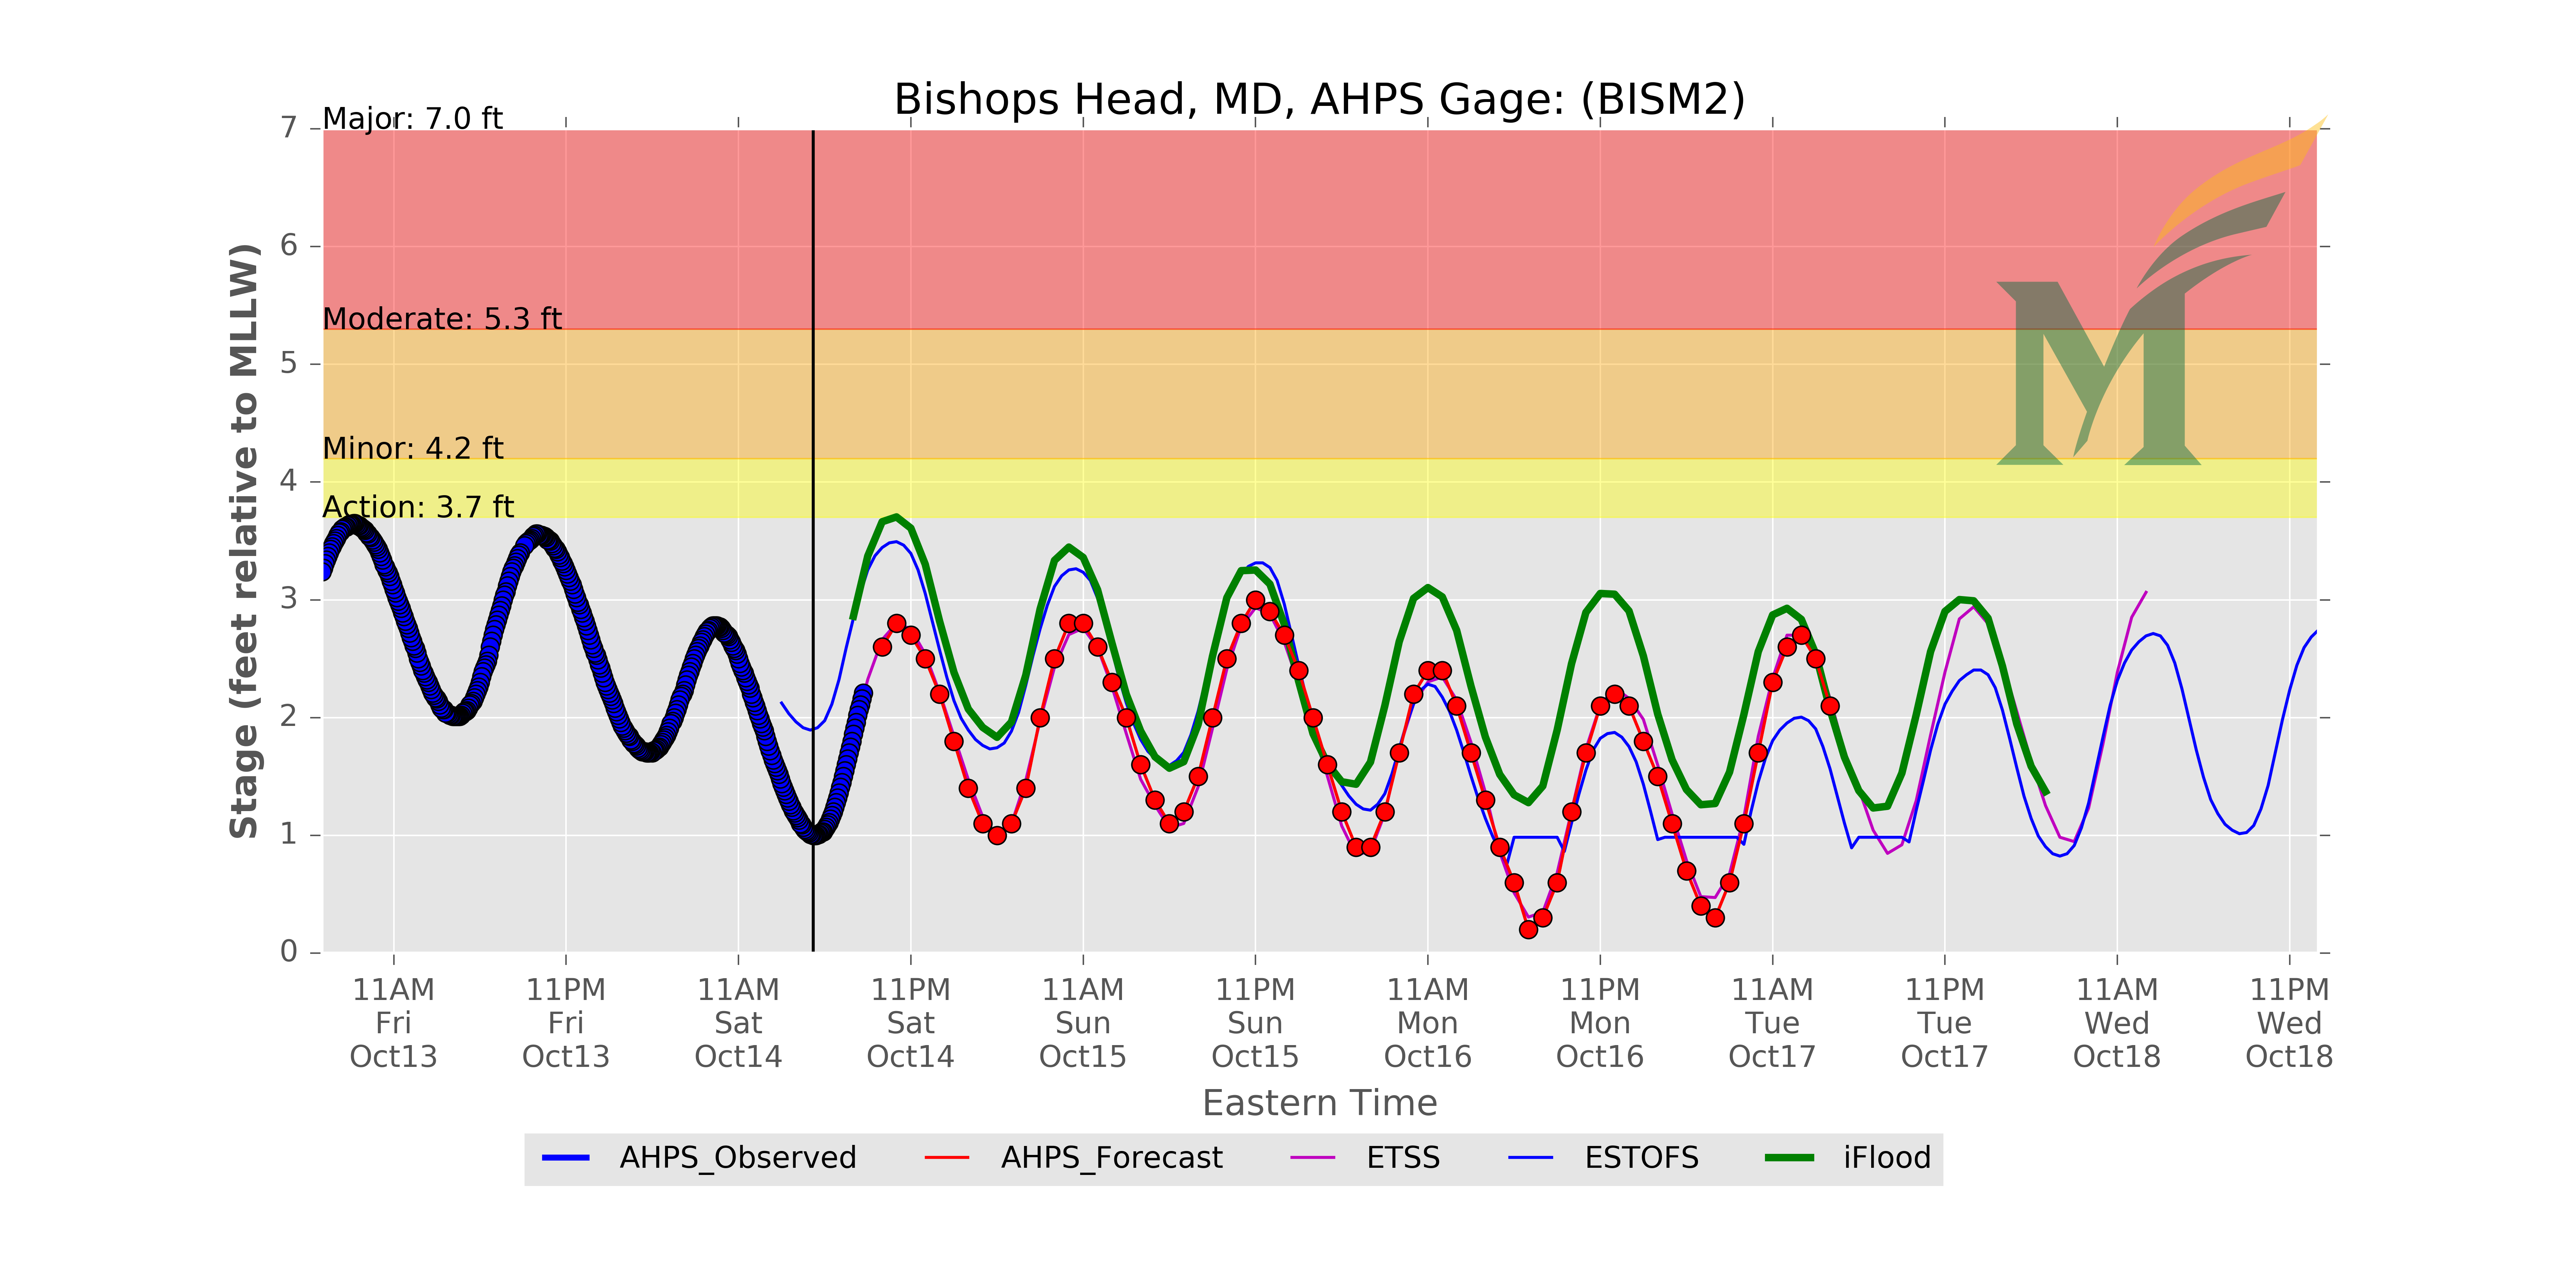 Bishops Head, MD, AHPS Gage: (BISM2)
Major: 7.0 ft
Moderate: 5.3 ft
Minor: 4.2 ft
Action: 3.7 ft
7
6
5
4
3
2
1
0
Stage (feet relative to MLLW)
11AM 11PM 11AM 11PM 11AM 11PM 11AM 11PM 11AM 11PM 11AM 11PM
Fri Fri Sat Sat Sun Sun Mon Mon Tue Tue Wed Wed
Oct13 Oct13 Oct14 Oct14 Oct15 Oct15 Oct16 Oct16 Oct17 Oct17 Oct18 Oct18
Eastern Time
AHPS_Observed AHPS_Forecast ETSS ESTOFS iFlood
M